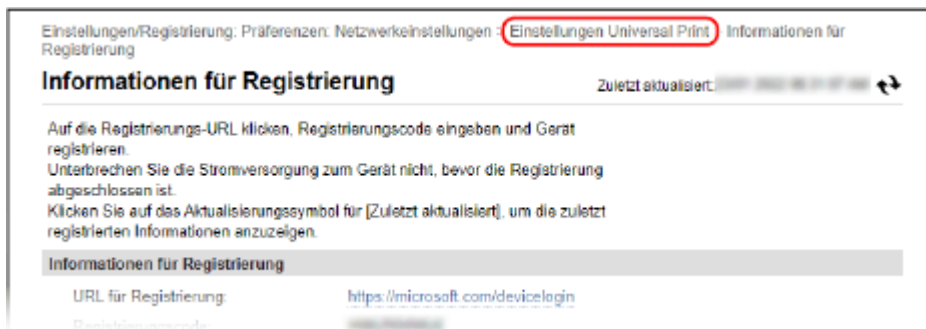 Einstellungen/Registrierung: Präferenzen: Netzwerkeinstellungen > Einstellungen Universal Print > Informationen für
Registrierung
Informationen für Registrierung
Zuletzt aktualisiert:
Auf die Registrierungs-URL klicken, Registrierungscode eingeben und Gerät
registrieren.
Unterbrechen Sie die Stromversorgung zum Gerät nicht, bevor die Registrierung
abgeschlossen ist.
Klicken Sie auf das Aktualisierungssymbol für [Zuletzt aktualisiert], um die zuletzt
registrierten Informationen anzuzeigen.
Informationen für Registrierung
URL für Registrierung: https://microsoft.com/devicelogin
Registrierungscode: